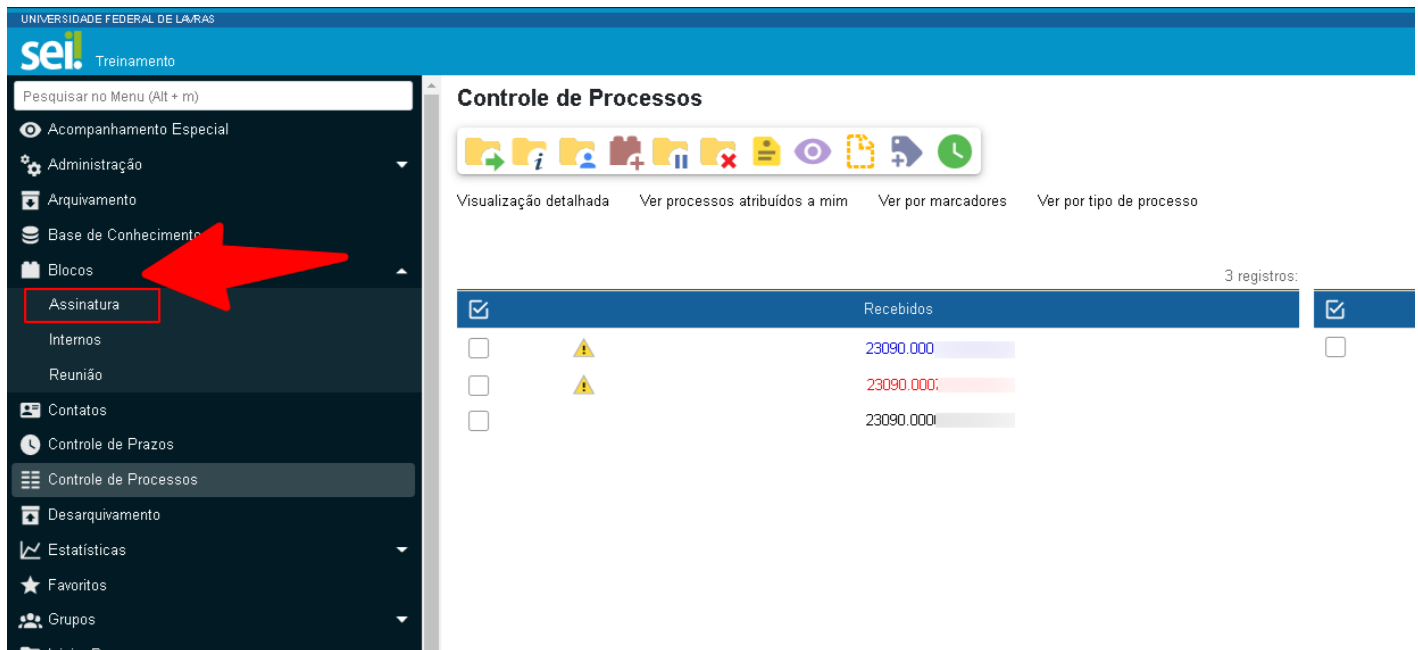 UNIVERSIDADE FEDERAL DE LAVRAS
sei!
Treinamento
Pesquisar no Menu (Alt + m)
Acompanhamento Especial
Administração
Arquivamento
Base de Conhecimento
Blocos
Assinatura
Internos
Reunião
Contatos
Controle de Prazos
Controle de Processos
Desarquivamento
Estatísticas
Favoritos
Grupos
Controle de Processos
Visualização detalhada Ver processos atribuídos a mim Ver por marcadores Ver por tipo de processo
3 registros:
Recebidos
23090.000
23090.000
23090.000